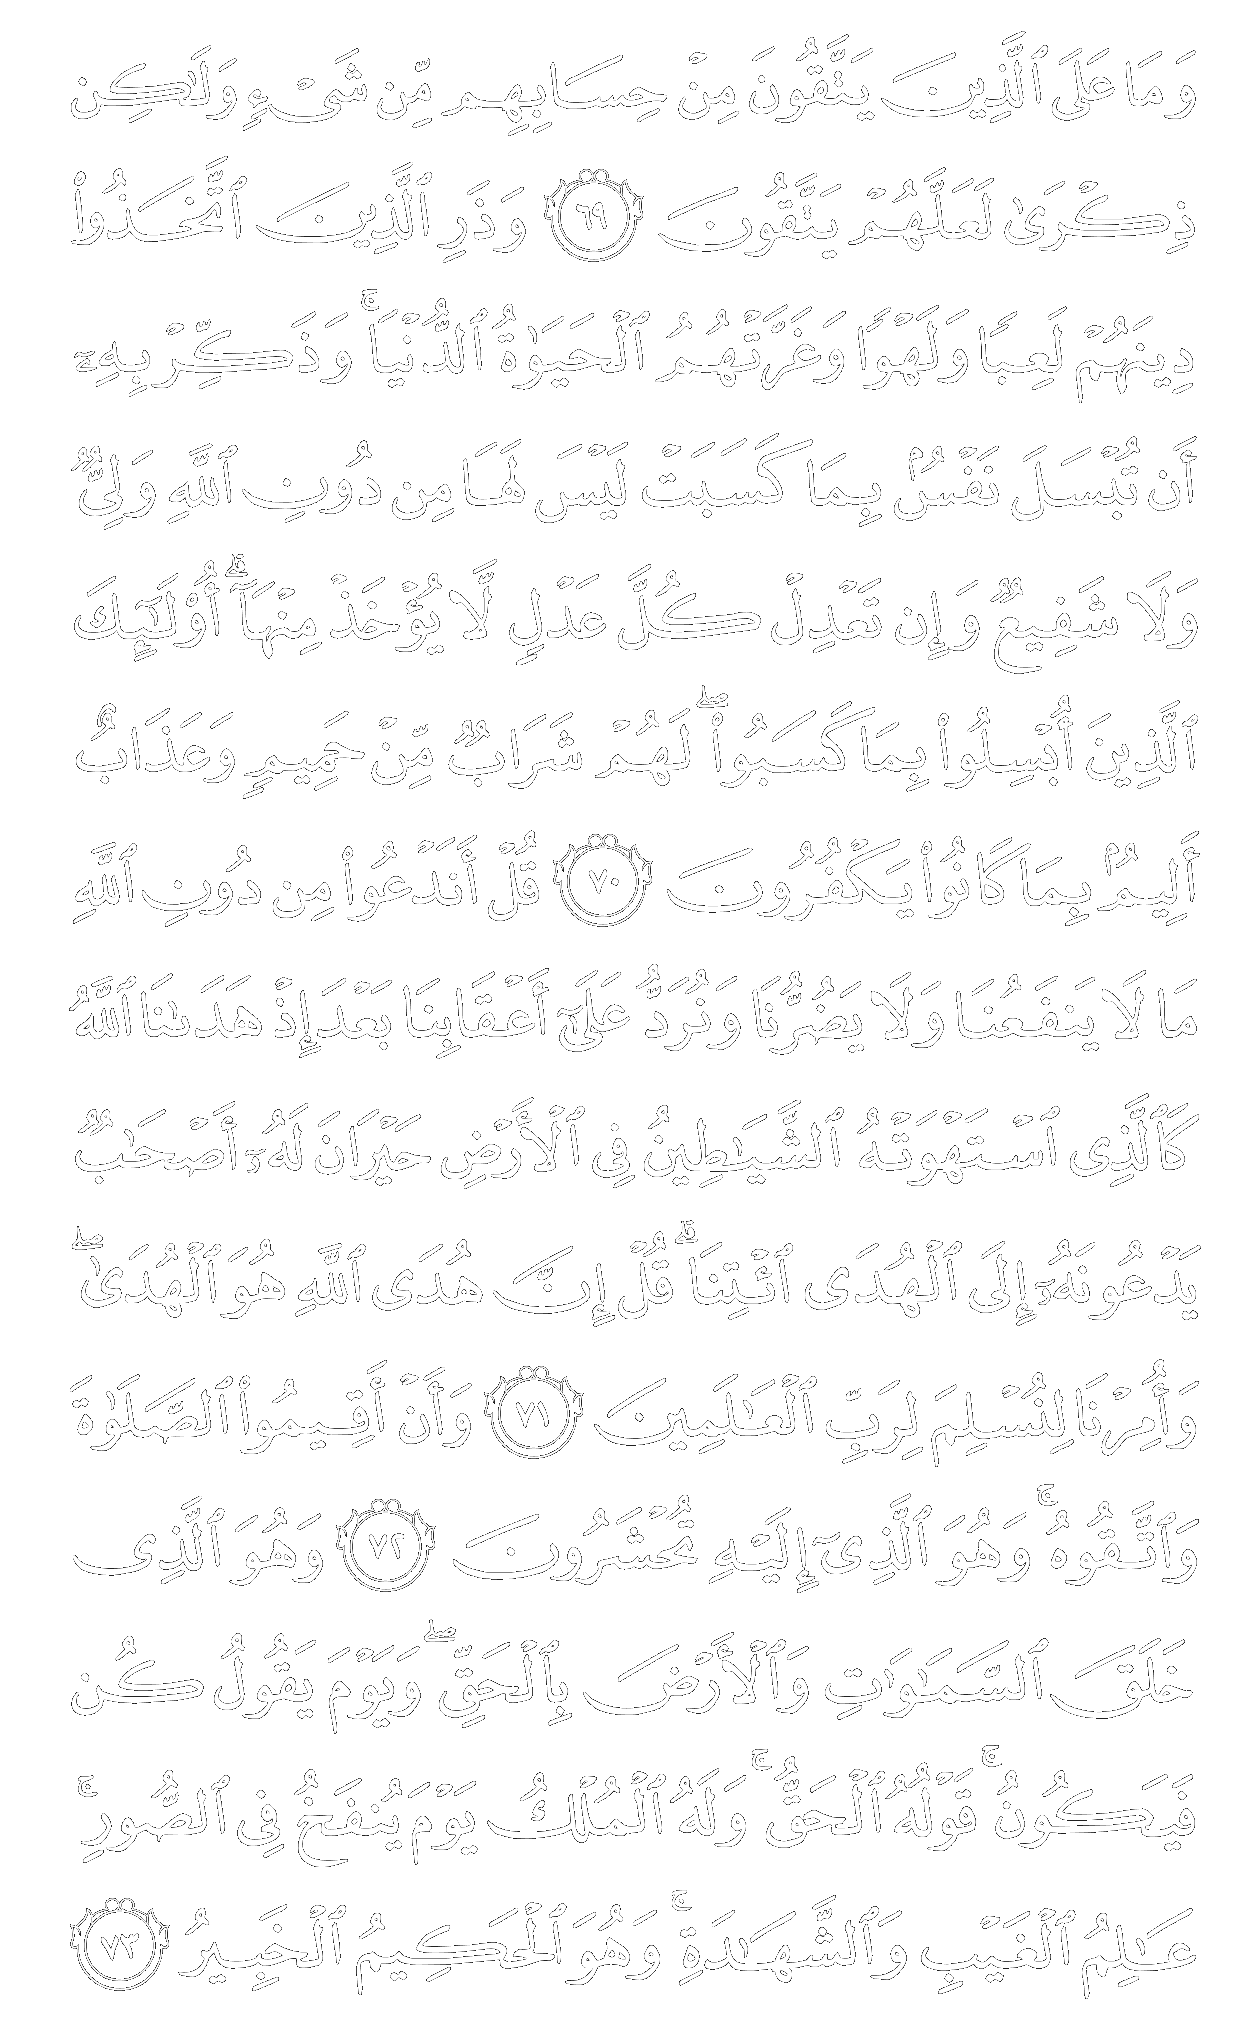 وَمَا عَلَى ٱلَّذِينَ يَتَّقُونَ مِنْ حِسَابِهِم مِّن شَىْءٍ وَلَـٰكِن
ذِكْرَىٰ لَعَلَّهُمْ يَتَّقُونَ ٦٩ وَذَرِ ٱلَّذِينَ ٱتَّخَذُوا۟
دِينَهُمْ لَعِبًا وَلَهْوًا وَغَرَّتْهُمُ ٱلْحَيَوٰةُ ٱلدُّنْيَا ۚ وَذَكِّرْ بِهِۦٓ
أَن تُبْسَلَ نَفْسٌۢ بِمَا كَسَبَتْ لَيْسَ لَهَا مِن دُونِ ٱللَّهِ وَلِىٌّ
وَلَا شَفِيعٌ وَإِن تَعْدِلْ كُلَّ عَدْلٍ لَّا يُؤْخَذْ مِنْهَآ ۗ أُو۟لَـٰٓئِكَ
ٱلَّذِينَ أُبْسِلُوا۟ بِمَا كَسَبُوا۟ ۖ لَهُمْ شَرَابٌ مِّنْ حَمِيمٍ وَعَذَابٌ
أَلِيمٌۢ بِمَا كَانُوا۟ يَكْفُرُونَ ٧٠ قُلْ أَنَدْعُوا۟ مِن دُونِ ٱللَّهِ
مَا لَا يَنفَعُنَا وَلَا يَضُرُّنَا وَنُرَدُّ عَلَىٰٓ أَعْقَابِنَا بَعْدَ إِذْ هَدَىٰنَا ٱللَّهُ
كَٱلَّذِى ٱسْتَهْوَتْهُ ٱلشَّيَـٰطِينُ فِى ٱلْأَرْضِ حَيْرَانَ لَهُۥٓ أَصْحَـٰبٌ
يَدْعُونَهُۥٓ إِلَى ٱلْهُدَى ٱئْتِنَا ۗ قُلْ إِنَّ هُدَى ٱللَّهِ هُوَ ٱلْهُدَىٰ ۖ
وَأُمِرْنَا لِنُسْلِمَ لِرَبِّ ٱلْعَـٰلَمِينَ ٧١ وَأَنْ أَقِيمُوا۟ ٱلصَّلَوٰةَ
وَٱتَّقُوهُ ۚ وَهُوَ ٱلَّذِىٓ إِلَيْهِ تُحْشَرُونَ ٧٢ وَهُوَ ٱلَّذِى
خَلَقَ ٱلسَّمَـٰوَٰتِ وَٱلْأَرْضَ بِٱلْحَقِّ ۖ وَيَوْمَ يَقُولُ كُن
فَيَكُونُ ۚ قَوْلُهُ ٱلْحَقُّ ۚ وَلَهُ ٱلْمُلْكُ يَوْمَ يُنفَخُ فِى ٱلصُّورِ ۚ
عَـٰلِمُ ٱلْغَيْبِ وَٱلشَّهَـٰدَةِ ۚ وَهُوَ ٱلْحَكِيمُ ٱلْخَبِيرُ ٧٣